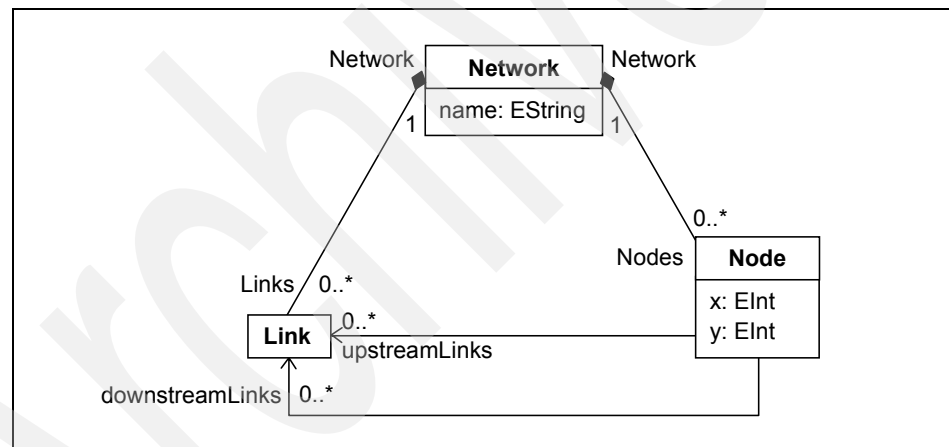 Network
Network
Network
name: EString
1
1
0..*
Nodes
Node
x: EInt
y: EInt
Links
0..*
Link
0..*
upstreamLinks
downstreamLinks
0..*